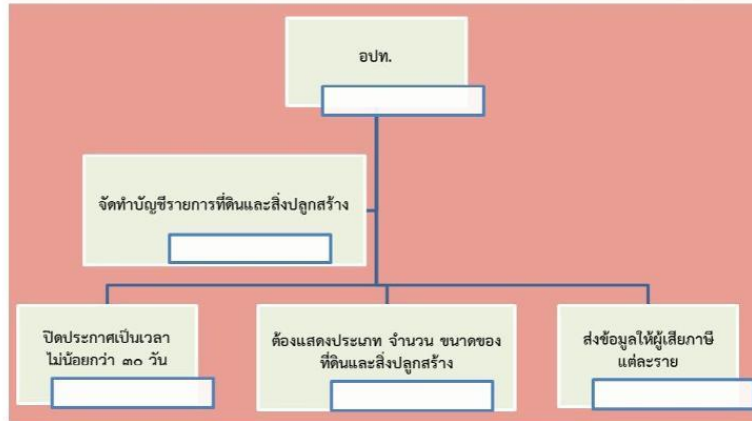 อปท.
จัดทำบัญชีรายการที่ดินและสิ่งปลูกสร้าง
ปิดประกาศเป็นเวลา
ไม่น้อยกว่า ๓๐ วัน
ต้องแสดงประเภท จำนวน ขนาดของ
ที่ดินและสิ่งปลูกสร้าง
ส่งข้อมูลให้ผู้เสียภาษี
แต่ละราย